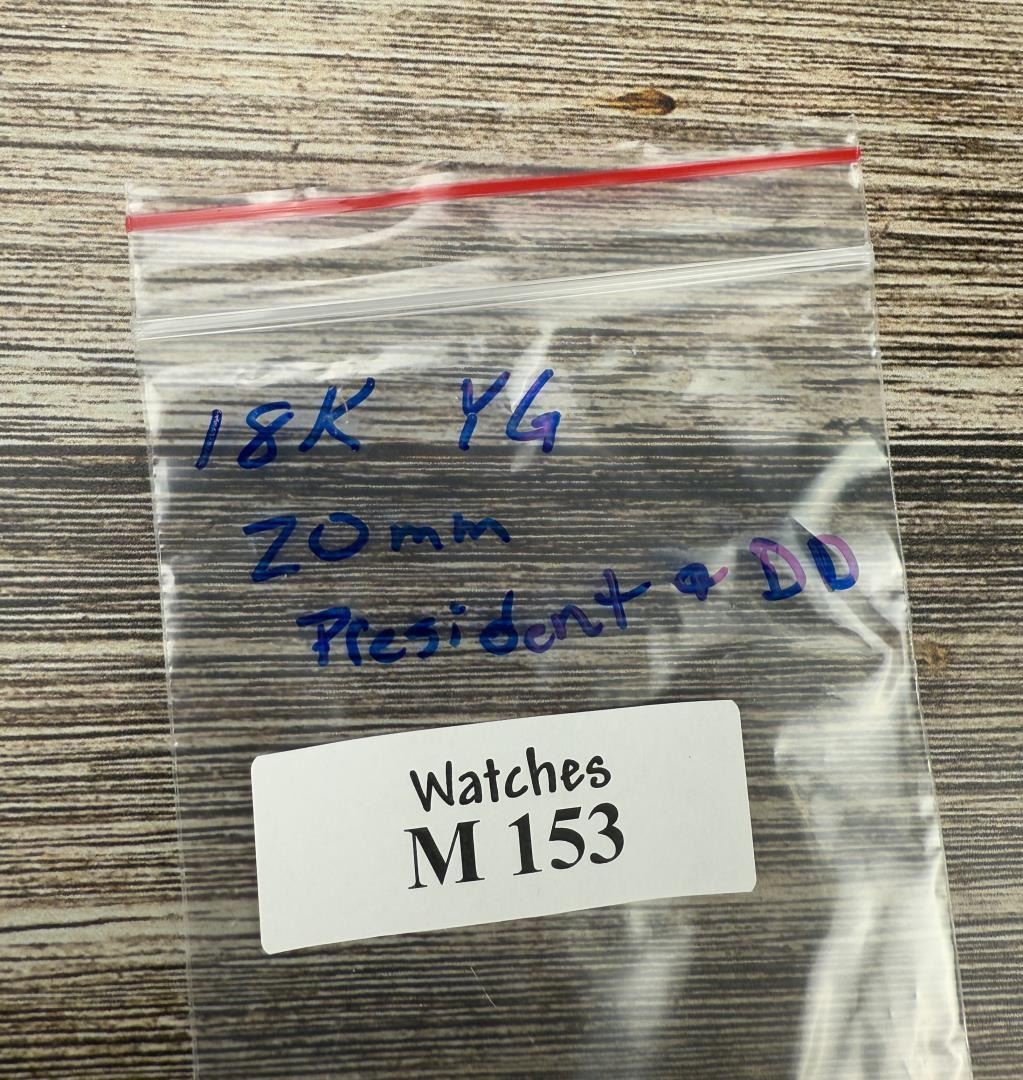 18K YG
20mm
President & DD
Watches
M 153